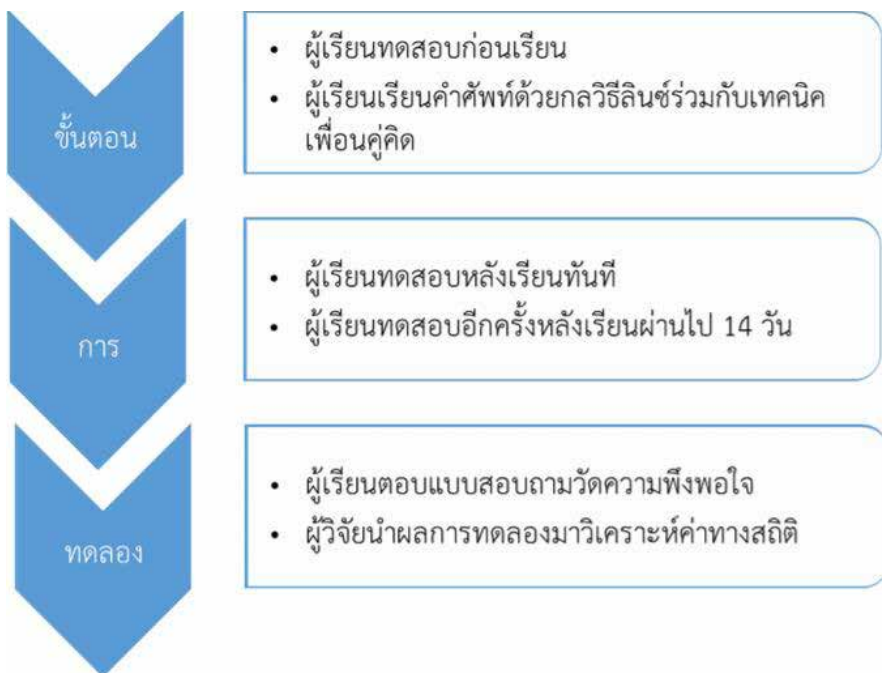 ขั้นตอน
• ผู้เรียนทดสอบก่อนเรียน
• ผู้เรียนเรียนคำศัพท์ด้วยกลวิธีลินซ์ร่วมกับเทคนิค
เพื่อนคู่คิด
การ
• ผู้เรียนทดสอบหลังเรียนทันที
• ผู้เรียนทดสอบอีกครั้งหลังเรียนผ่านไป 14 วัน
ทดลอง
• ผู้เรียนตอบแบบสอบถามวัดความพึงพอใจ
• ผู้วิจัยนำผลการทดลองมาวิเคราะห์ค่าทางสถิติ